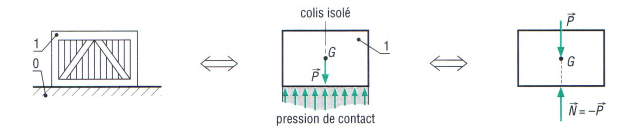 colis isolé
1
0
G
1
P⃗
pression de contact
P⃗
G
N⃗ = –P⃗